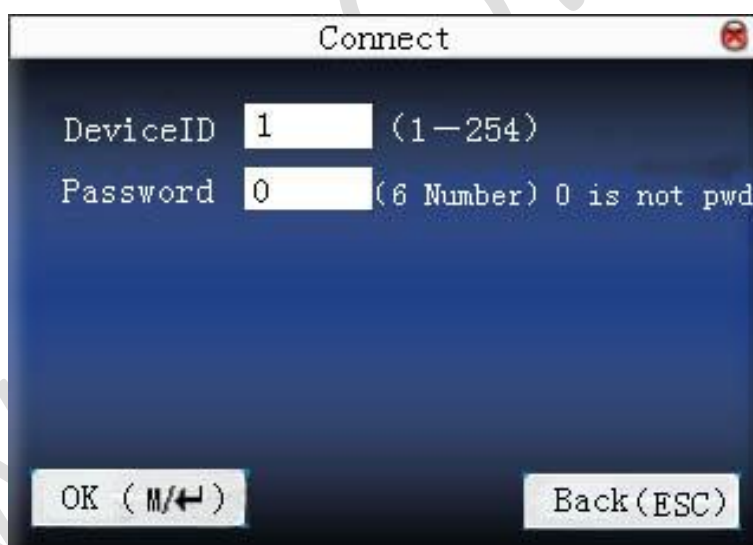 Connect
DeviceID 1 (1-254)
Password 0 (6 Number) 0 is not pwd
OK (M/↵) Back(ESC)